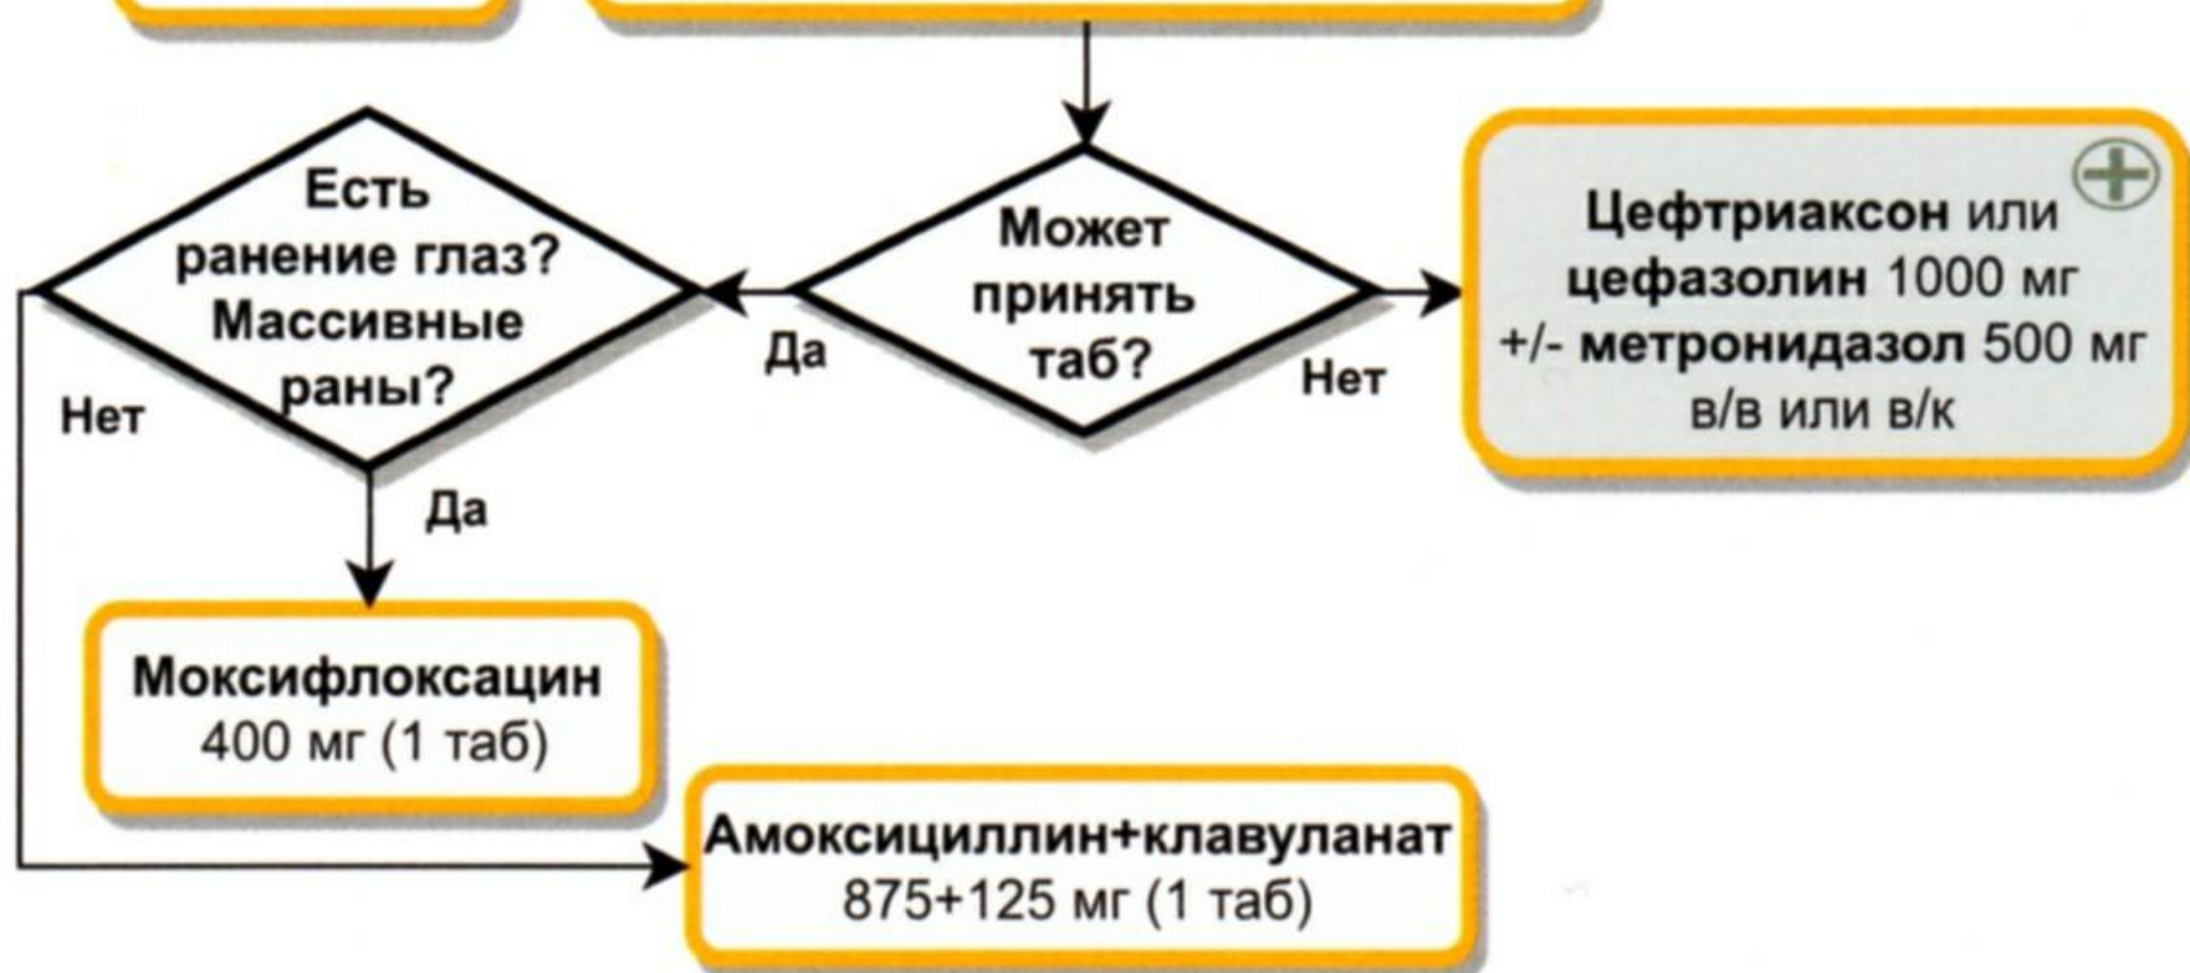 Есть
ранение глаз?
Массивные
раны?
Может
принять
таб?
Цефтриаксон или
цефазолин 1000 мг
+/- метронидазол 500 мг
в/в или в/к
Да
Нет
Нет
Да
Моксифлоксацин
400 мг (1 таб)
Амоксициллин+клавуланат
875+125 мг (1 таб)